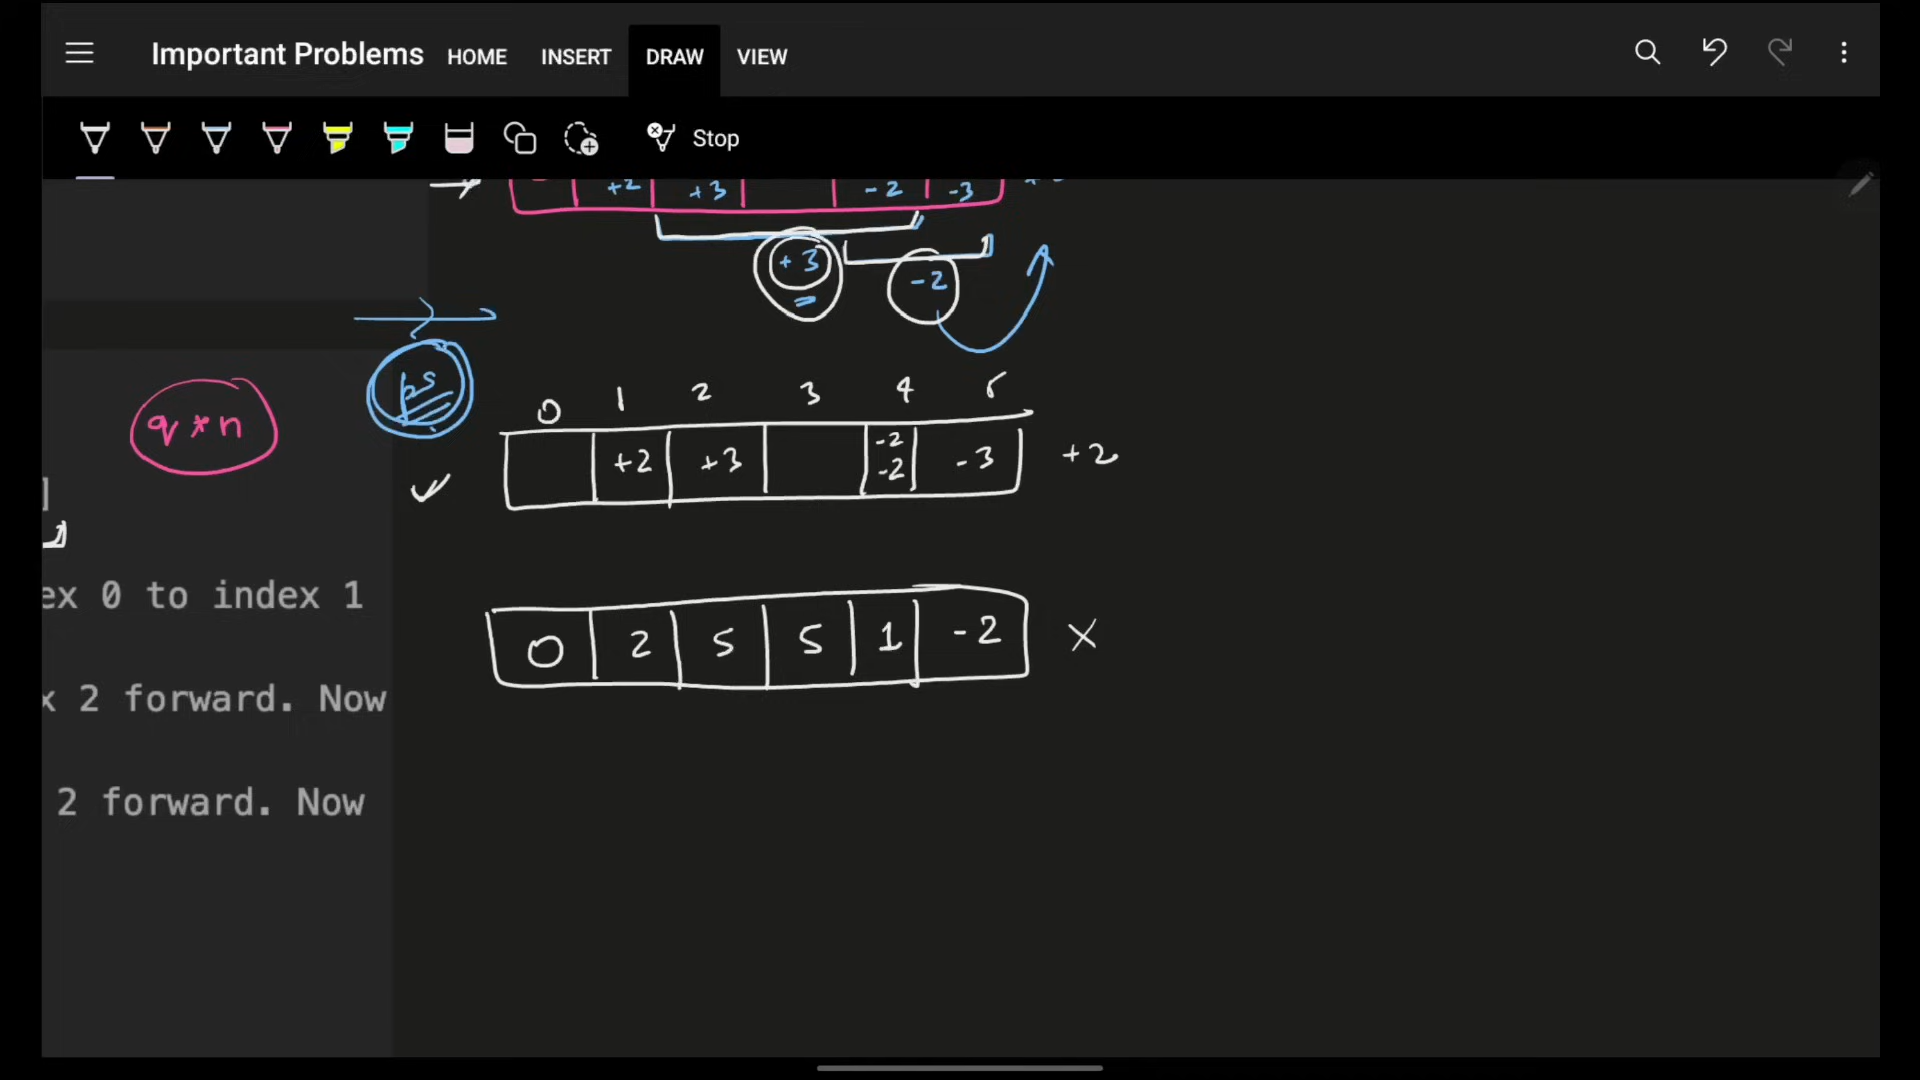 Important Problems HOME INSERT DRAW VIEW
Stop
+2 +3 -2 -3
+3 -2
ps
q * n
0 1 2 3 4 5
+2 +3 -2 -2 -3 +2
]
ex 0 to index 1
0 2 5 5 1 -2 X
x 2 forward. Now
2 forward. Now